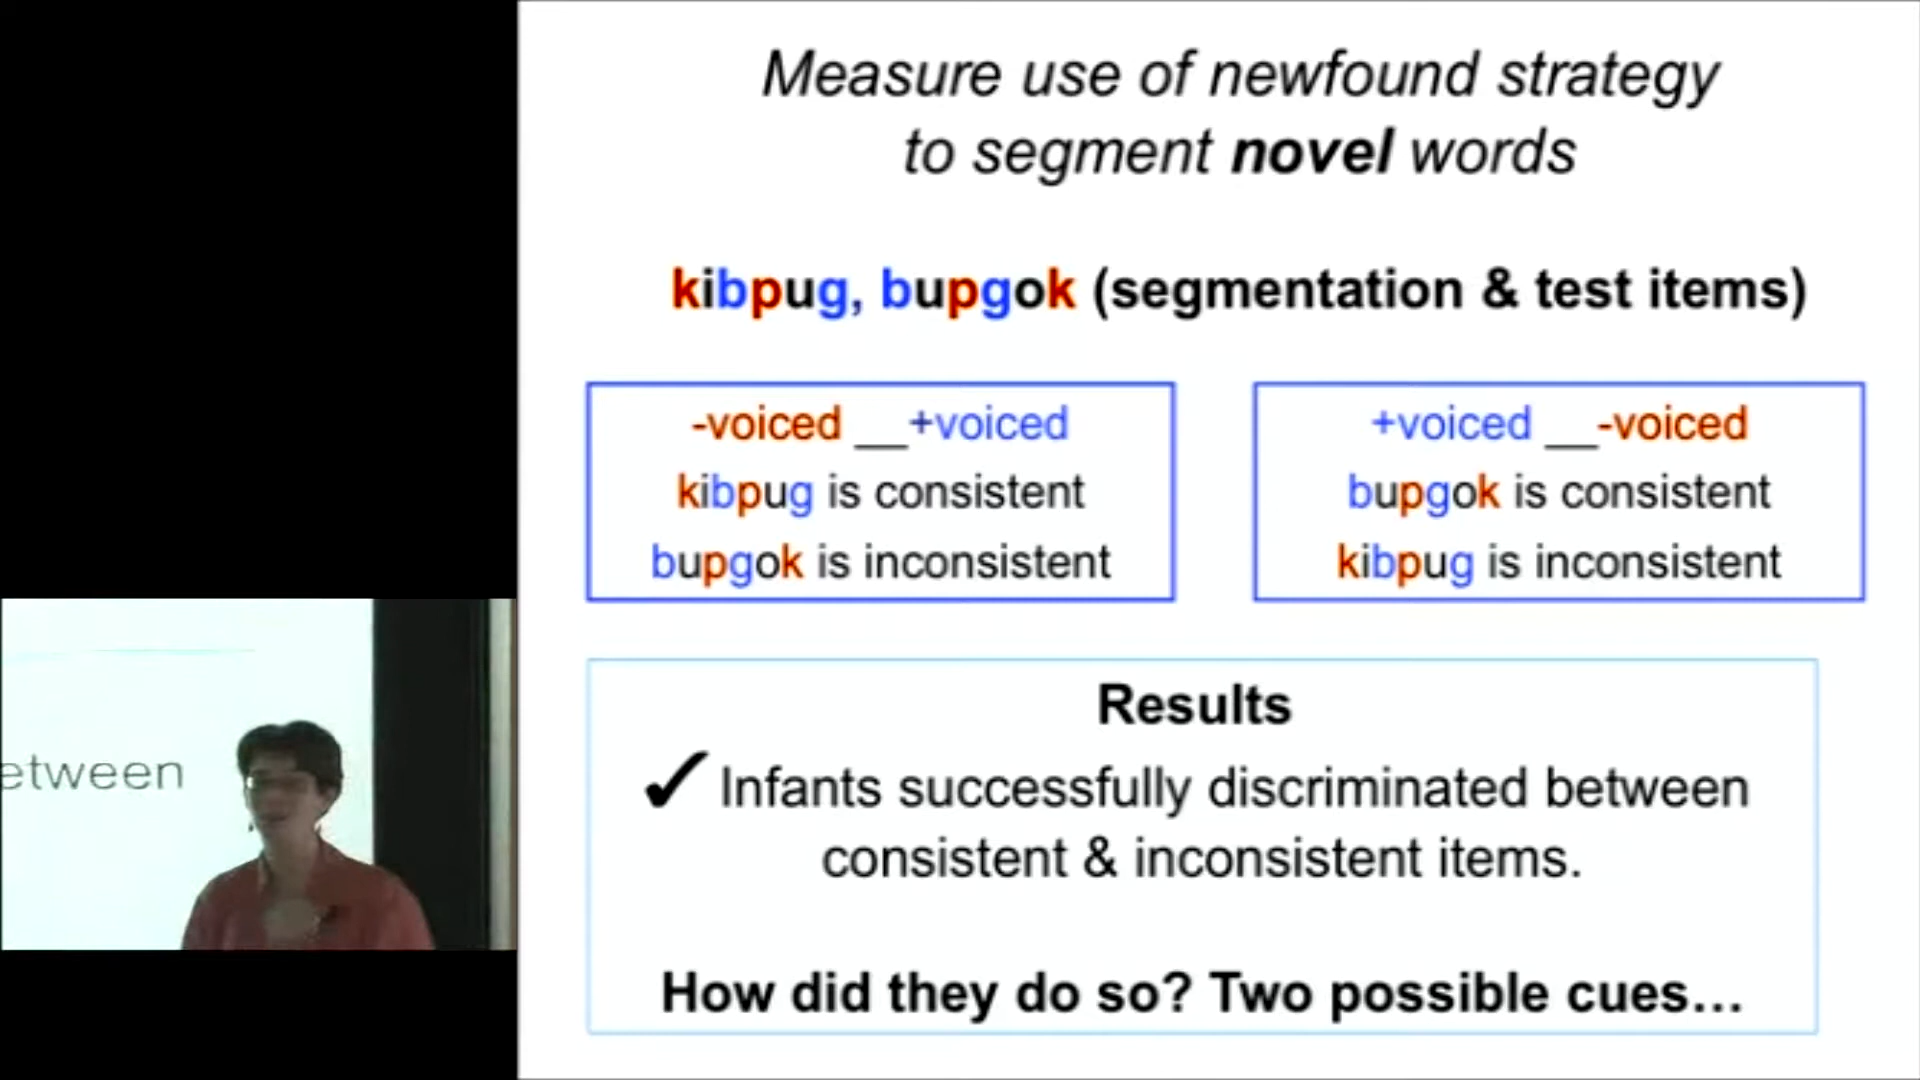 Measure use of newfound strategy
to segment novel words
kibpug, bupgok (segmentation & test items)
-voiced __+voiced
kibpug is consistent
bupgok is inconsistent
+voiced __-voiced
bupgok is consistent
kibpug is inconsistent
Results
✓ Infants successfully discriminated between
consistent & inconsistent items.
How did they do so? Two possible cues...
etween